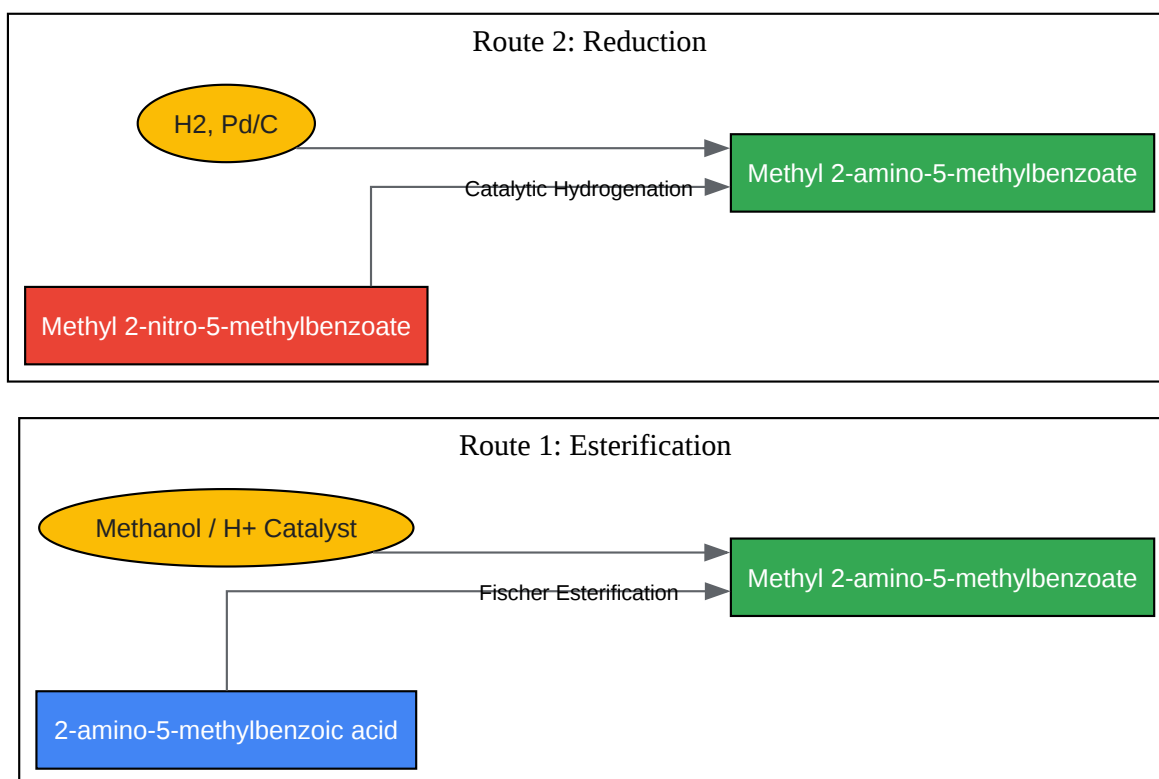 Route 2: Reduction
H2, Pd/C
Methyl 2-amino-5-methylbenzoate
Catalytic Hydrogenation
Methyl 2-nitro-5-methylbenzoate
Route 1: Esterification
Methanol / H+ Catalyst
Methyl 2-amino-5-methylbenzoate
Fischer Esterification
2-amino-5-methylbenzoic acid